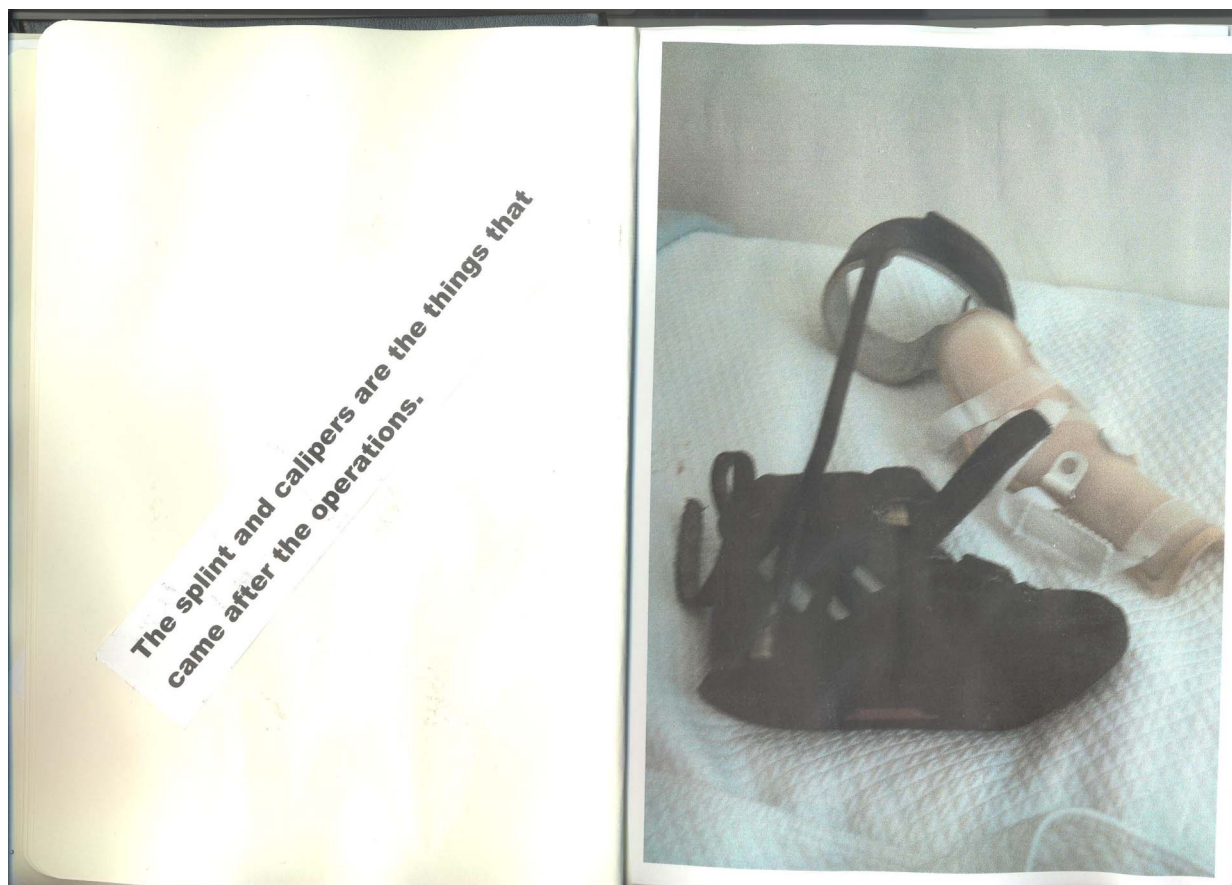 The splint and calipers are the things that
came after the operations.